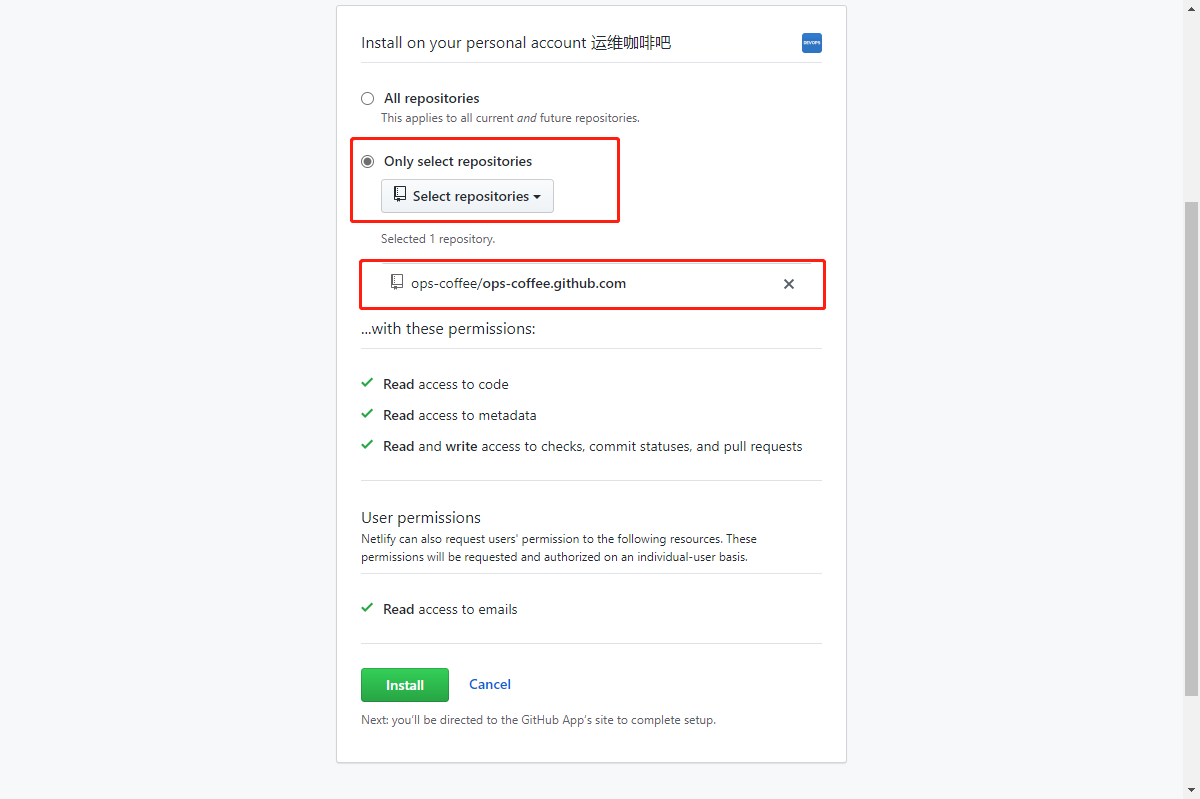 Install on your personal account 运维咖啡吧
DEVOPS
All repositories
This applies to all current and future repositories.
Only select repositories
Select repositories
Selected 1 repository.
ops-coffee/ops-coffee.github.com
...with these permissions:
Read access to code
Read access to metadata
Read and write access to checks, commit statuses, and pull requests
User permissions
Netlify can also request users' permission to the following resources. These
permissions will be requested and authorized on an individual-user basis.
Read access to emails
Install Cancel
Next: you'll be directed to the GitHub App's site to complete setup.